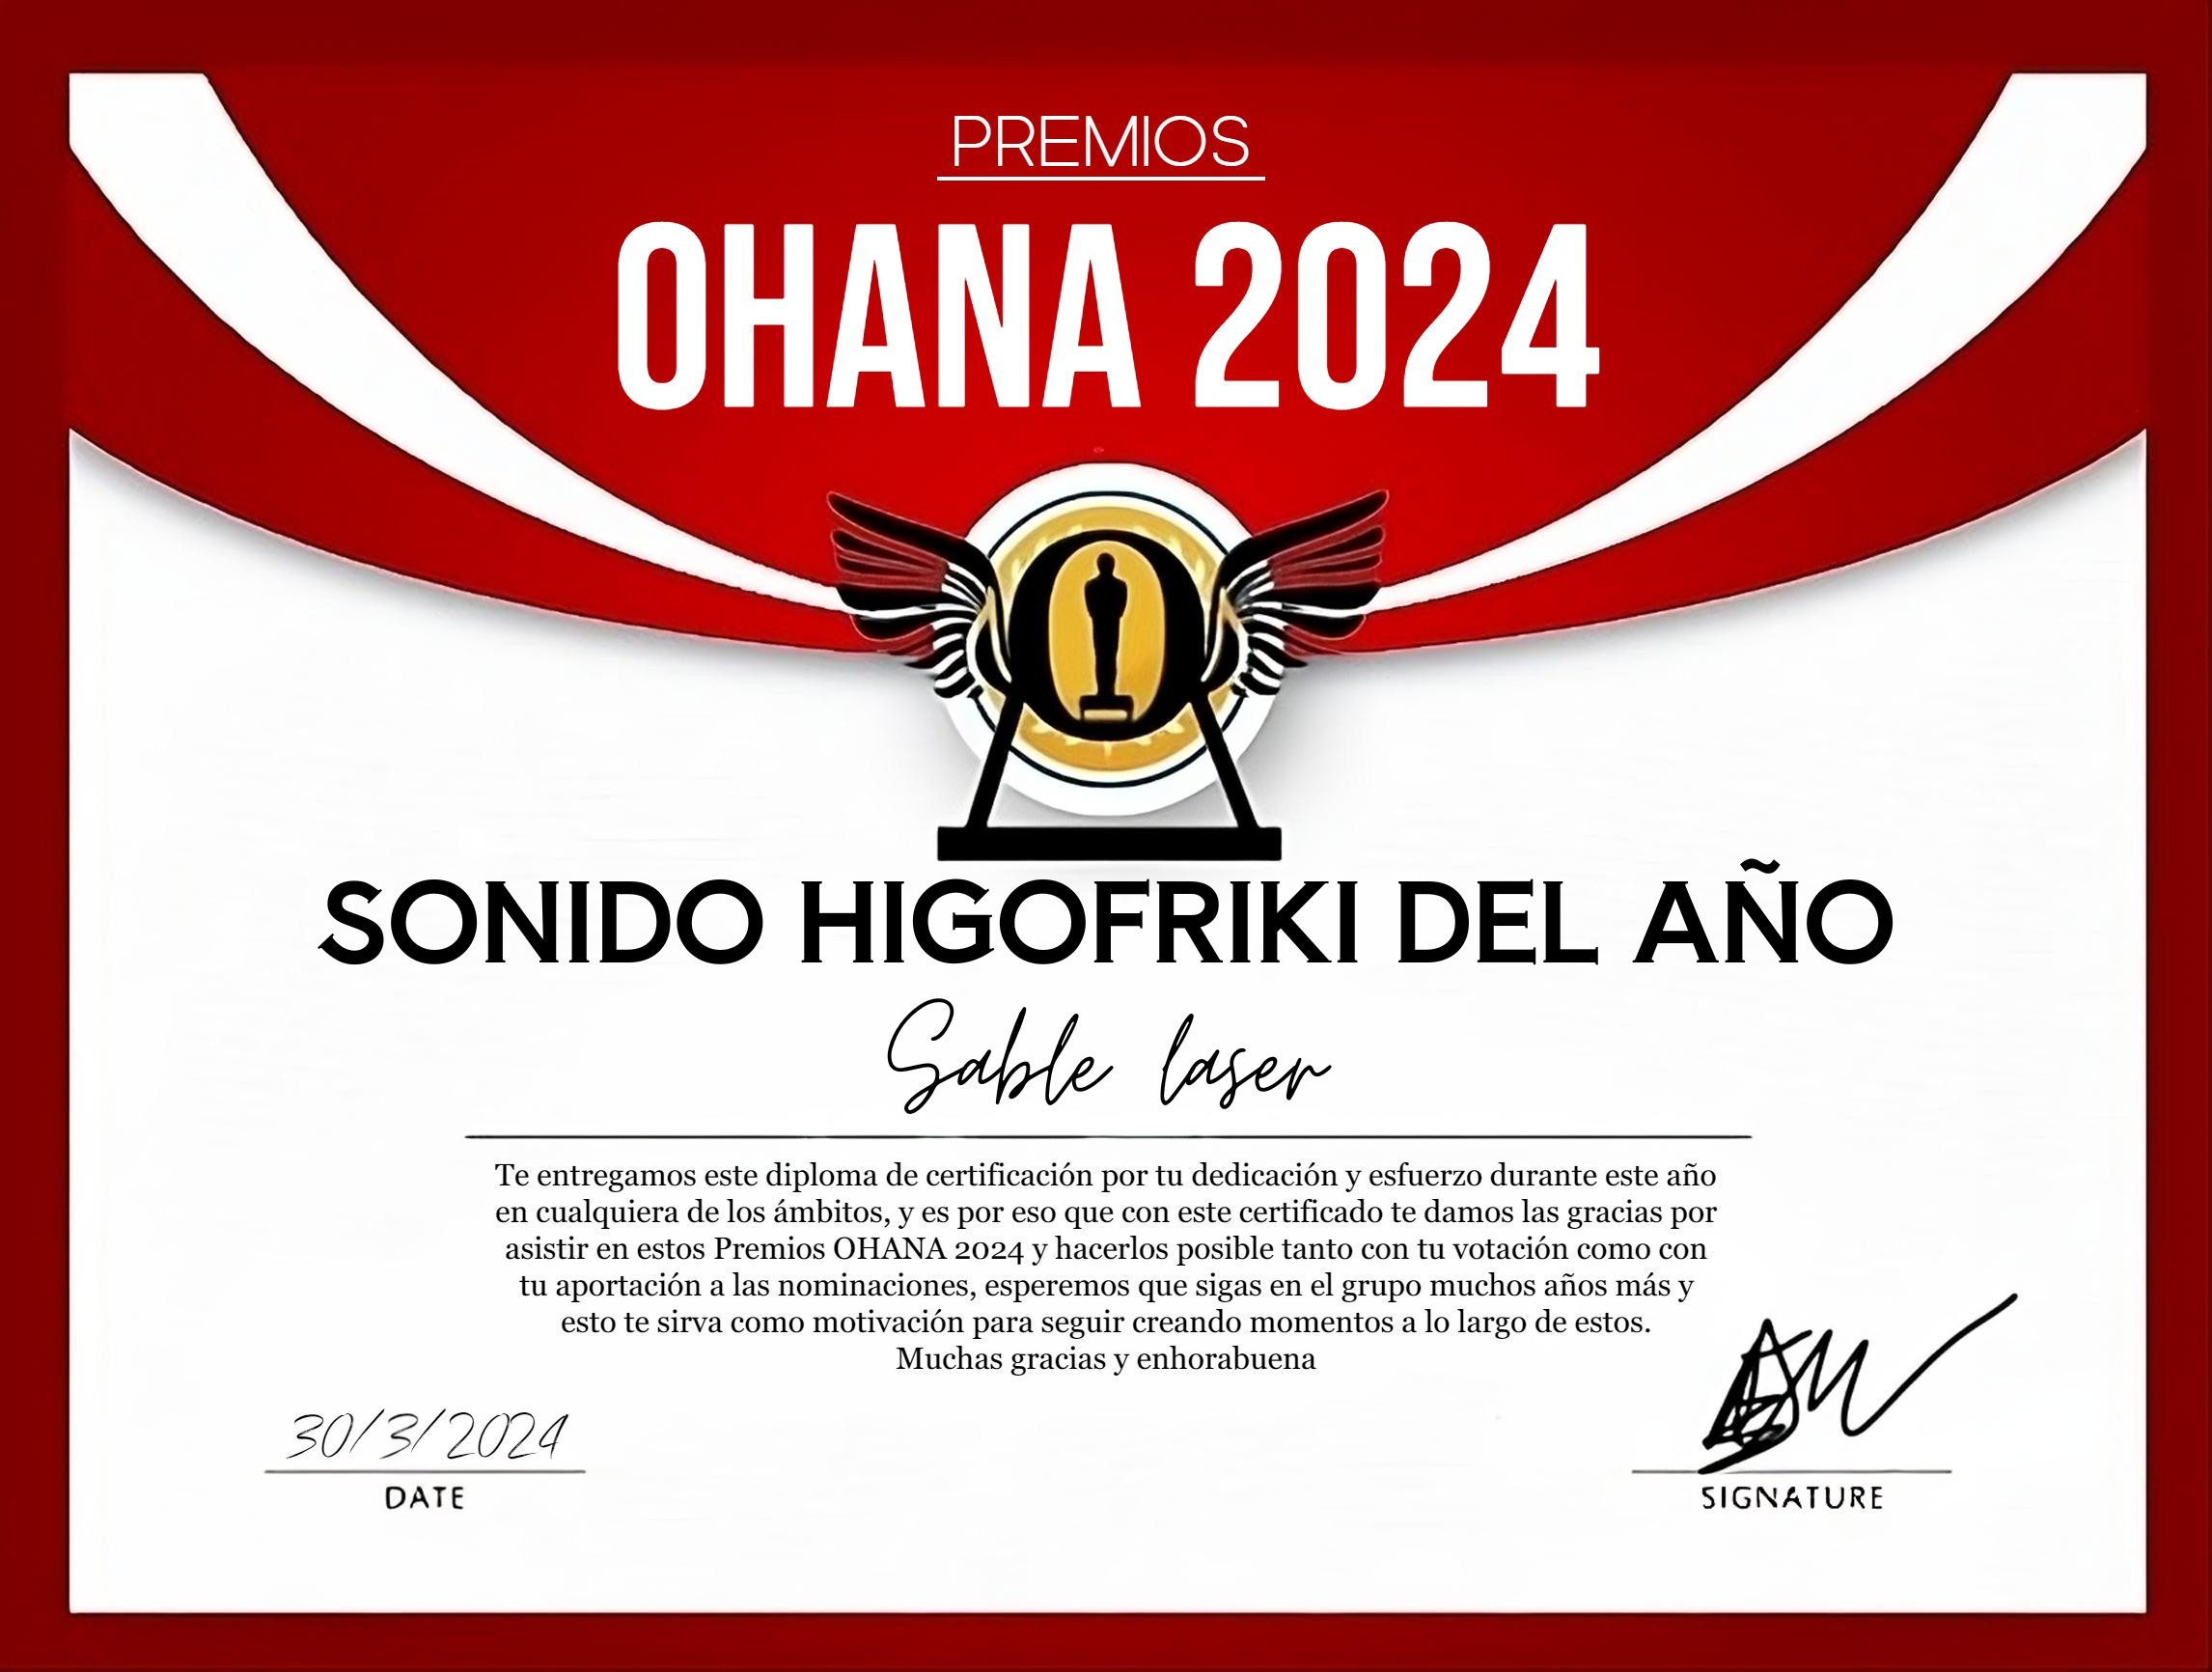 PREMIOS
OHANA 2024
SONIDO HIGOFRIKI DEL AÑO
Sable laser
Te entregamos este diploma de certificación por tu dedicación y esfuerzo durante este año
en cualquiera de los ámbitos, y es por eso que con este certificado te damos las gracias por
asistir en estos Premios OHANA 2024 y hacerlos posible tanto con tu votación como con
tu aportación a las nominaciones, esperemos que sigas en el grupo muchos años más y
esto te sirva como motivación para seguir creando momentos a lo largo de estos.
Muchas gracias y enhorabuena
30/3/2024
DATE
SIGNATURE